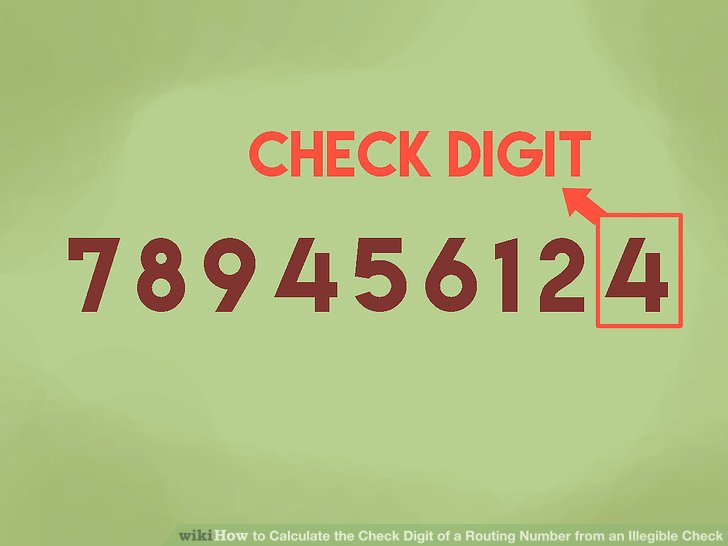 CHECK DIGIT
789456124
wikiHow to Calculate the Check Digit of a Routing Number from an Illegible Check